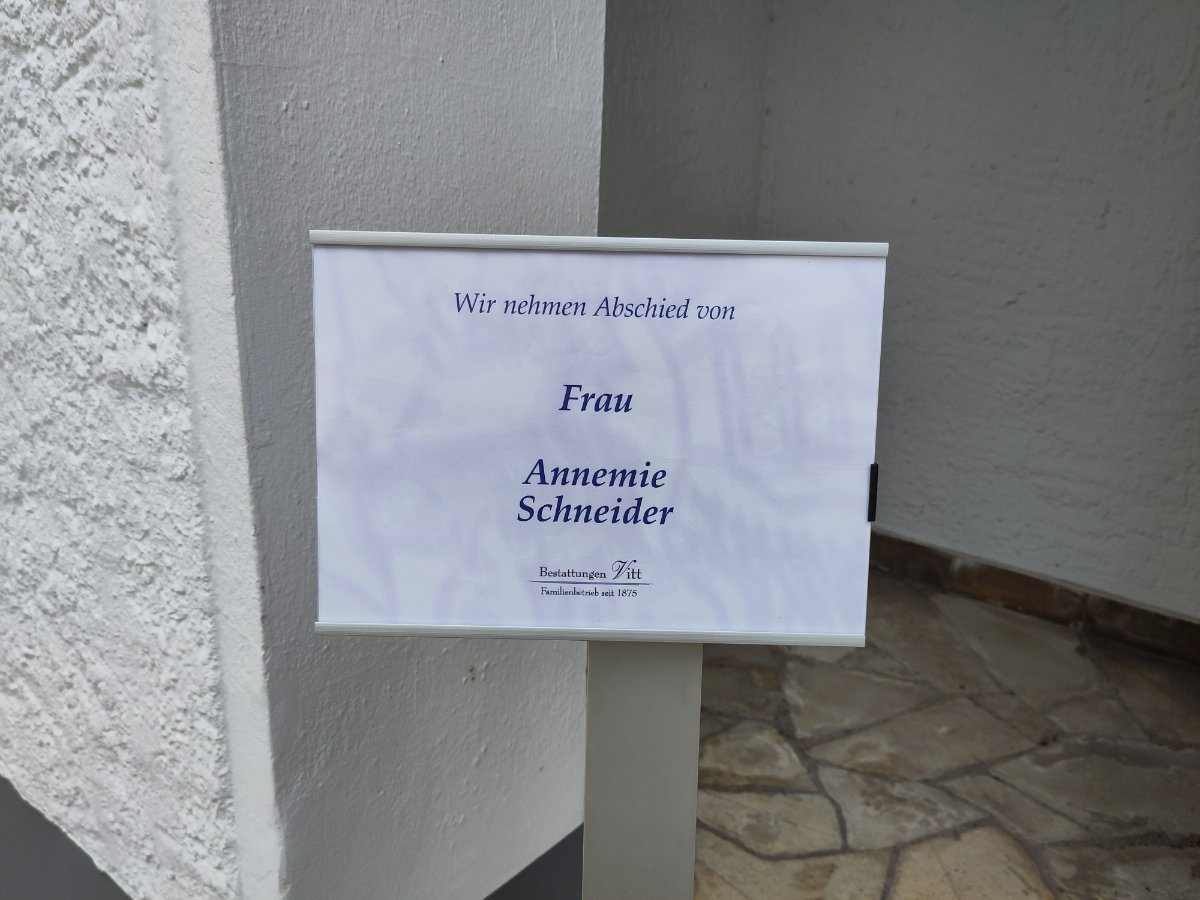 Wir nehmen Abschied von
Frau
Annemie
Schneider
Bestattungen Vitt
Familienbetrieb seit 1875